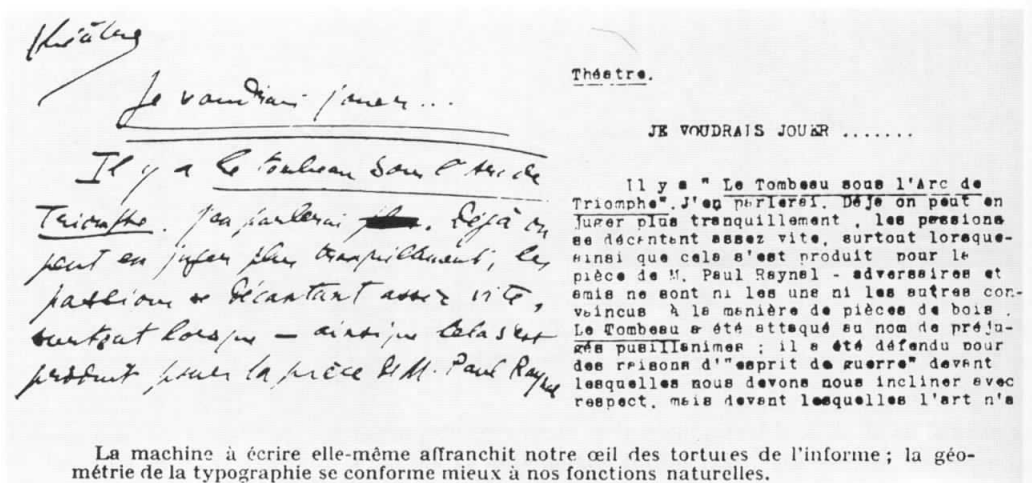 théâtre
Je voudrais jouer...
Il y a le tombeau sous l'Arc de
Triomphe. J'en parlerai. Déjà on
peut en juger plus tranquillement, les
passions se décantant assez vite,
surtout lorsque — ainsi que cela s'est
produit pour la pièce de M. Paul Raynal
Théatre.
JE VOUDRAIS JOUER .......
Il y a " Le Tombeau sous l'Arc de
Triomphe". J'en parlerai. Déja on peut en
juger plus tranquillement , les passions
se décantant assez vite, surtout lorsque-
ainsi que cela s'est produit pour la
pièce de M. Paul Raynal - adversaires et
amis ne sont ni les uns ni les autres con-
vaincus à la manière de pièces de bois .
Le Tombeau a été attaqué au nom de préju-
gés pusillanimes ; il a été défendu pour
des raisons d'"esprit de guerre" devant
lesquelles nous devons nous incliner avec
respect, mais devant lesquelles l'art n'a
La machine à écrire elle-même affranchit notre œil des tortures de l'informe ; la géo-
métrie de la typographie se conforme mieux à nos fonctions naturelles.